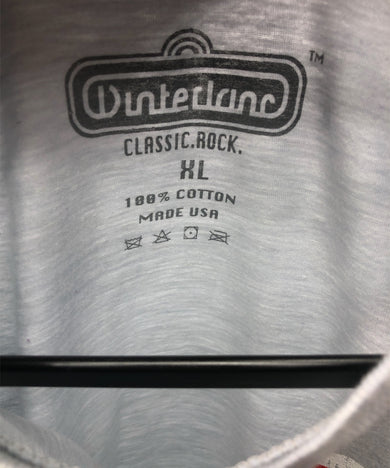 Winterland
TM
CLASSIC.ROCK.
XL
100% COTTON
MADE USA